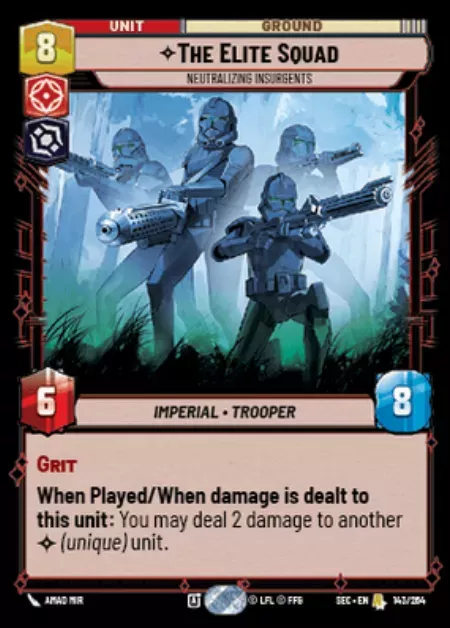 UNIT
GROUND
8
THE ELITE SQUAD
NEUTRALIZING INSURGENTS
6
IMPERIAL • TROOPER
8
GRIT
When Played/When damage is dealt to
this unit: You may deal 2 damage to another
(unique) unit.
AMAD MIR
© LFL © FFG
SEC • EN
143/264